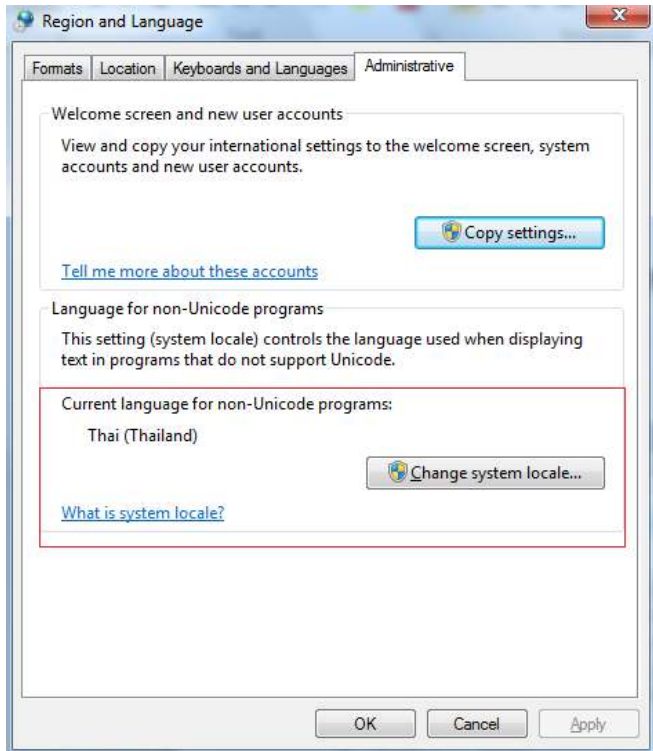 Region and Language
Formats Location Keyboards and Languages Administrative
Welcome screen and new user accounts
View and copy your international settings to the welcome screen, system
accounts and new user accounts.
Copy settings...
Tell me more about these accounts
Language for non-Unicode programs
This setting (system locale) controls the language used when displaying
text in programs that do not support Unicode.
Current language for non-Unicode programs:
Thai (Thailand)
Change system locale...
What is system locale?
OK Cancel Apply